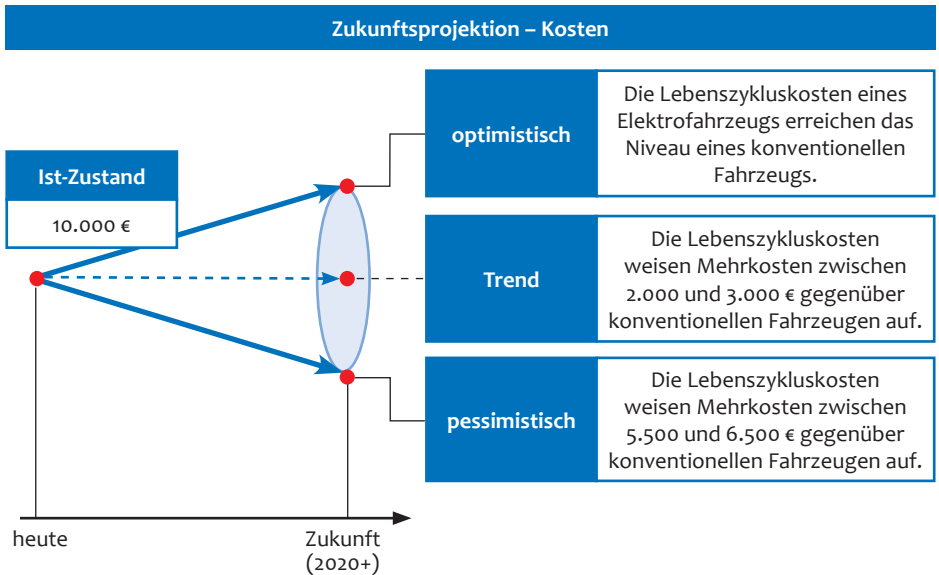 Zukunftsprojektion – Kosten
Ist-Zustand
10.000 €
optimistisch
Die Lebenszykluskosten eines
Elektrofahrzeugs erreichen das
Niveau eines konventionellen
Fahrzeugs.
Trend
Die Lebenszykluskosten
weisen Mehrkosten zwischen
2.000 und 3.000 € gegenüber
konventionellen Fahrzeugen auf.
pessimistisch
Die Lebenszykluskosten
weisen Mehrkosten zwischen
5.500 und 6.500 € gegenüber
konventionellen Fahrzeugen auf.
heute
Zukunft
(2020+)